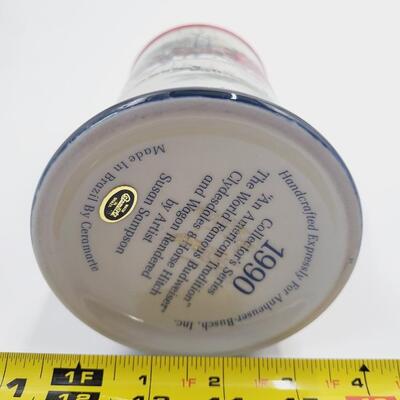 Handcrafted Expressly For Anheuser-Busch, Inc.
1990
Collector's Series
"An American Tradition"
The World Famous Budweiser
Clydesdales 8-Horse Hitch
and Wagon Rendered
by Artist
Susan Sampson
Made In Brazil By Ceramarte
1 1F 2 3 4
1F